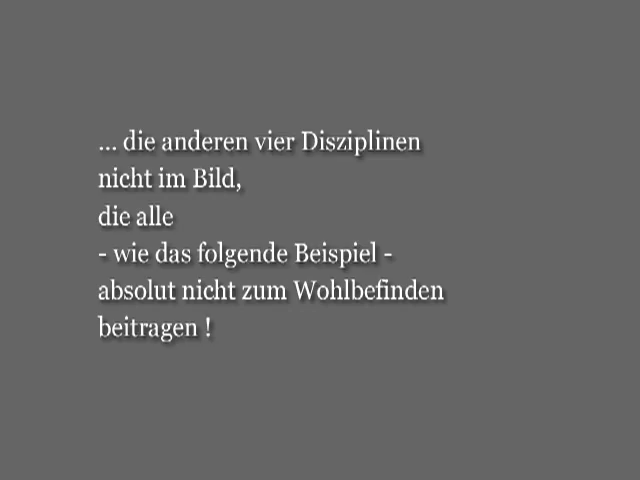 ... die anderen vier Disziplinen
nicht im Bild,
die alle
- wie das folgende Beispiel -
absolut nicht zum Wohlbefinden
beitragen !